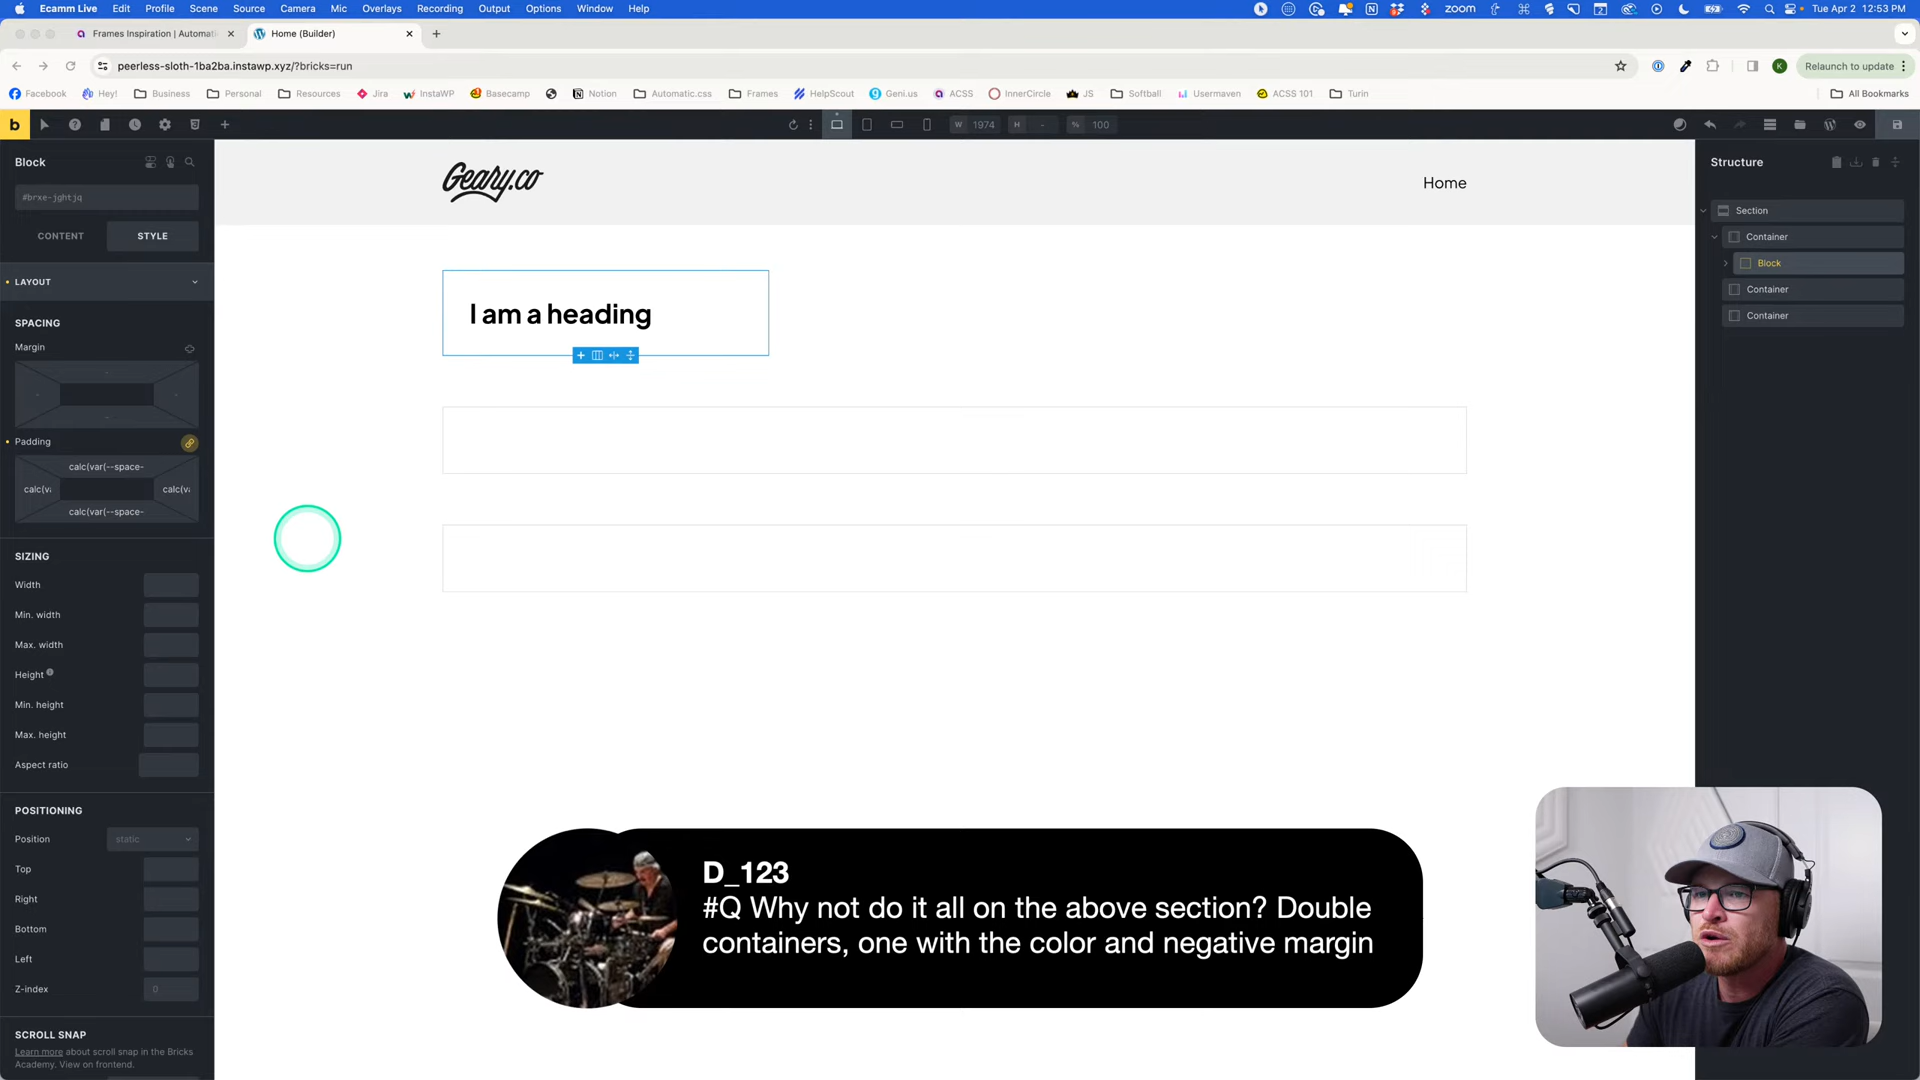 Ecamm Live Edit Profile Scene Source Camera Mic Overlays Recording Output Options Window Help
zoom
Tue Apr 2 12:53 PM
Frames Inspiration | Automati
Home (Builder)
peerless-sloth-1ba2ba.instawp.xyz/?bricks=run
Relaunch to update
Facebook Hey! Business Personal Resources Jira InstaWP Basecamp Notion Automatic.css Frames HelpScout Geni.us ACSS InnerCircle JS Softball Usermaven ACSS 101 Turin All Bookmarks
b
W 1974 H - % 100
Block
#brxe-jghtjq
CONTENT STYLE
LAYOUT
SPACING
Margin
Padding
calc(var(--space-
calc(va calc(va
calc(var(--space-
SIZING
Width
Min. width
Max. width
Height
Min. height
Max. height
Aspect ratio
POSITIONING
Position static
Top
Right
Bottom
Left
Z-index 0
SCROLL SNAP
Learn more about scroll snap in the Bricks
Academy. View on frontend.
Geary.co
Home
I am a heading
Structure
Section
Container
Block
Container
Container
D_123
#Q Why not do it all on the above section? Double
containers, one with the color and negative margin